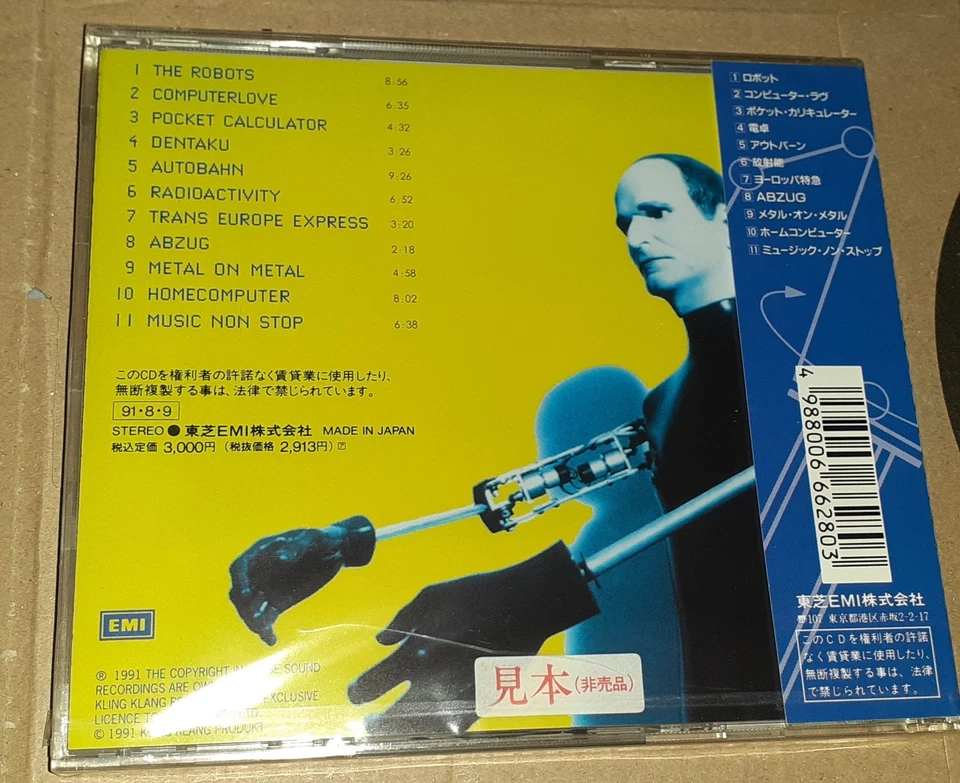 1 THE ROBOTS 8:56
2 COMPUTERLOVE 6:35
3 POCKET CALCULATOR 4:32
4 DENTAKU 3:26
5 AUTOBAHN 9:26
6 RADIOACTIVITY 6:52
7 TRANS EUROPE EXPRESS 3:20
8 ABZUG 2:18
9 METAL ON METAL 4:58
10 HOMECOMPUTER 8:02
11 MUSIC NON STOP 6:38
このCDを権利者の許諾なく賃貸業に使用したり、
無断複製する事は、法律で禁じられています。
91・8・9
STEREO ● 東芝EMI株式会社 MADE IN JAPAN
税込定価 3,000円 (税抜価格 2,913円) 
EMI
℗ 1991 THE COPYRIGHT IN SOUND
RECORDINGS ARE EXCLUSIVE
KLING KLANG
LICENCE TO LTD.
© 1991 KLING KLANG PRODUKT
見本(非売品)
1 ロボット
2 コンピューター・ラヴ
3 ポケット・カリキュレーター
4 電卓
5 アウトバーン
6 放射能
7 ヨーロッパ特急
8 ABZUG
9 メタル・オン・メタル
10 ホームコンピューター
11 ミュージック・ノン・ストップ
4 988006 662803
東芝EMI株式会社
〠107 東京都港区赤坂2-2-17
このCDを権利者の許諾
なく賃貸業に使用したり、
無断複製する事は、法律
で禁じられています。